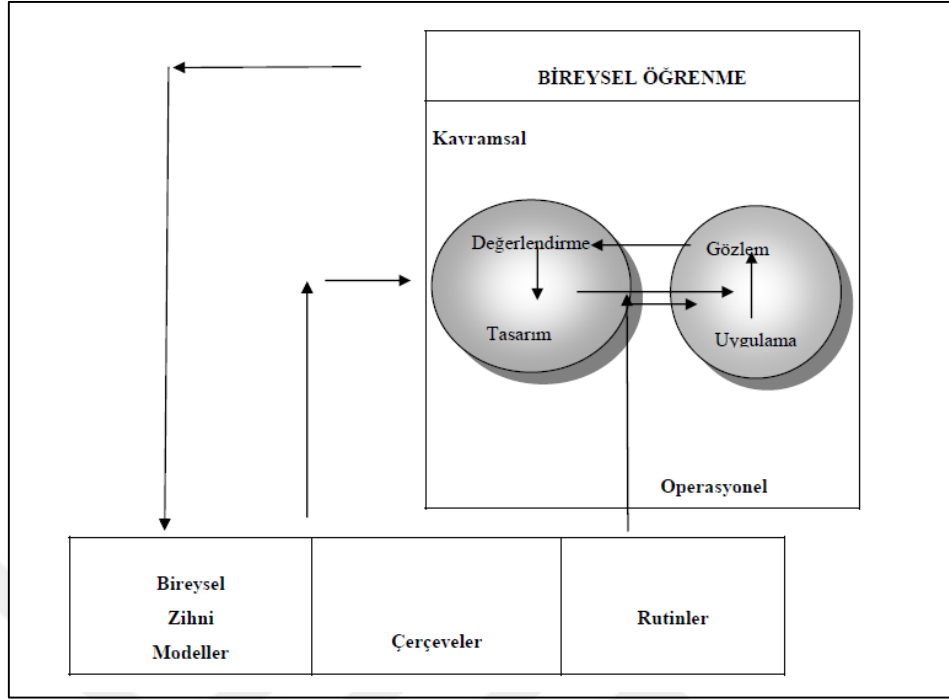 BİREYSEL ÖĞRENME
Kavramsal
Değerlendirme
Gözlem
Tasarım
Uygulama
Operasyonel
Bireysel
Zihni
Modeller
Çerçeveler
Rutinler